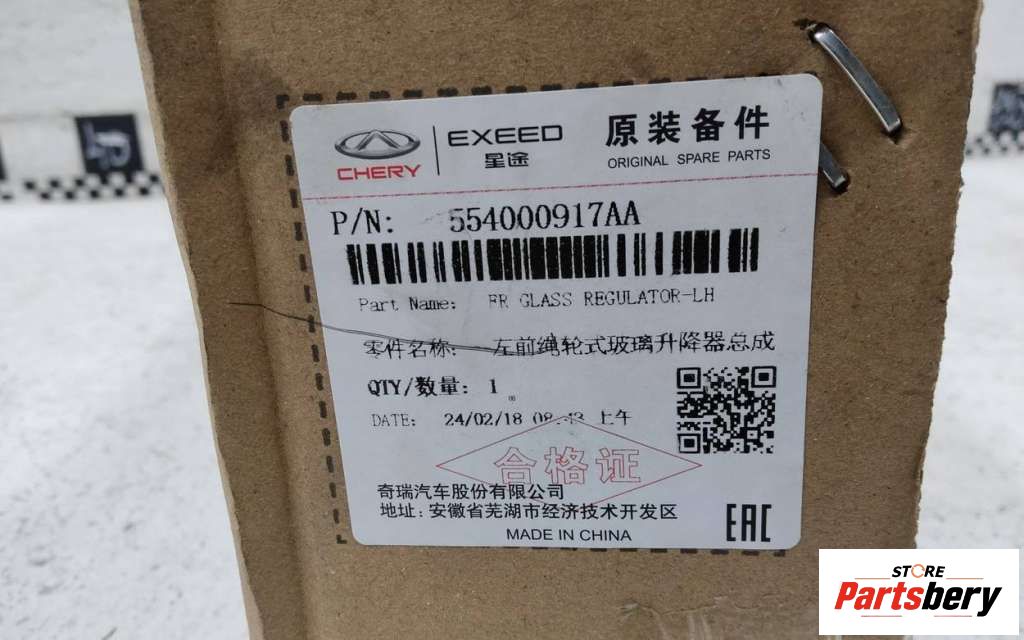 CHERY
EXEED
星途
原装备件
ORIGINAL SPARE PARTS
P/N: 554000917AA
Part Name: FR GLASS REGULATOR-LH
零件名称: 左前绳轮式玻璃升降器总成
QTY/数量: 1
DATE: 24/02/18 08:43 上午
合格证
奇瑞汽车股份有限公司
地址: 安徽省芜湖市经济技术开发区
MADE IN CHINA
EAC
STORE
Partsbery